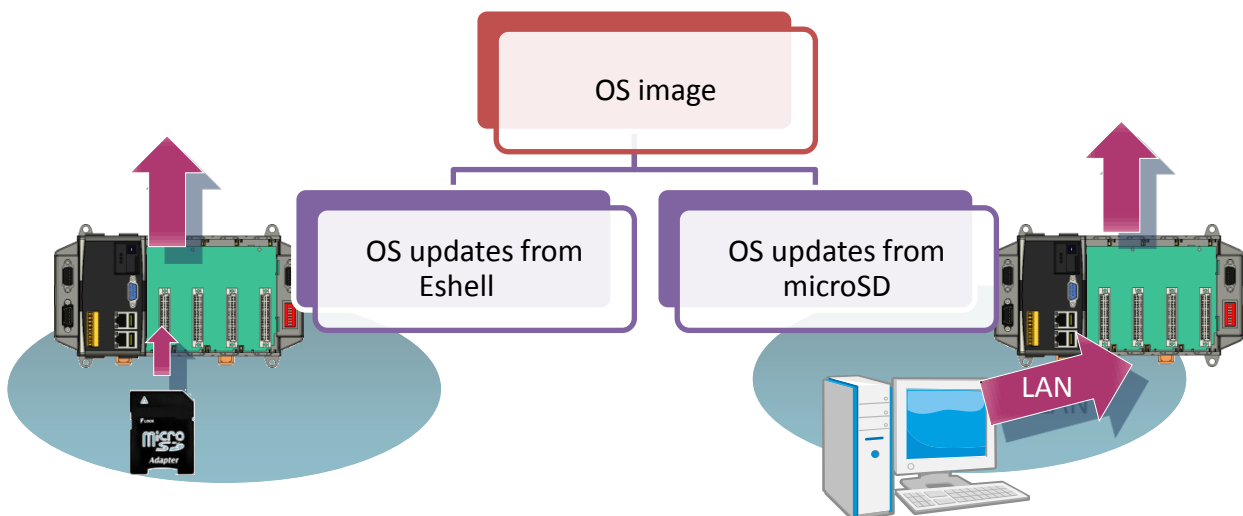 OS image
OS updates from
Eshell
OS updates from
microSD
LAN
micro
SD
Adapter